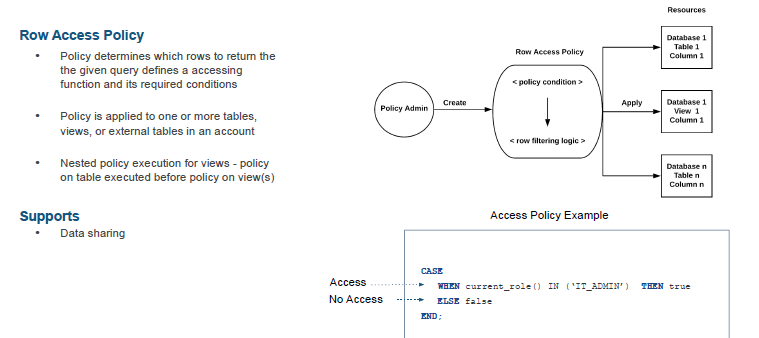 Row Access Policy
• Policy determines which rows to return the
the given query defines a accessing
function and its required conditions
• Policy is applied to one or more tables,
views, or external tables in an account
• Nested policy execution for views - policy
on table executed before policy on view(s)
Supports
• Data sharing
Resources
Row Access Policy
Policy Admin
Create
< policy condition >
< row filtering logic >
Apply
Database 1
Table 1
Column 1
Database 1
View 1
Column 1
Database n
Table n
Column n
Access Policy Example
Access
No Access
CASE
WHEN current_role() IN ('IT_ADMIN') THEN true
ELSE false
END;